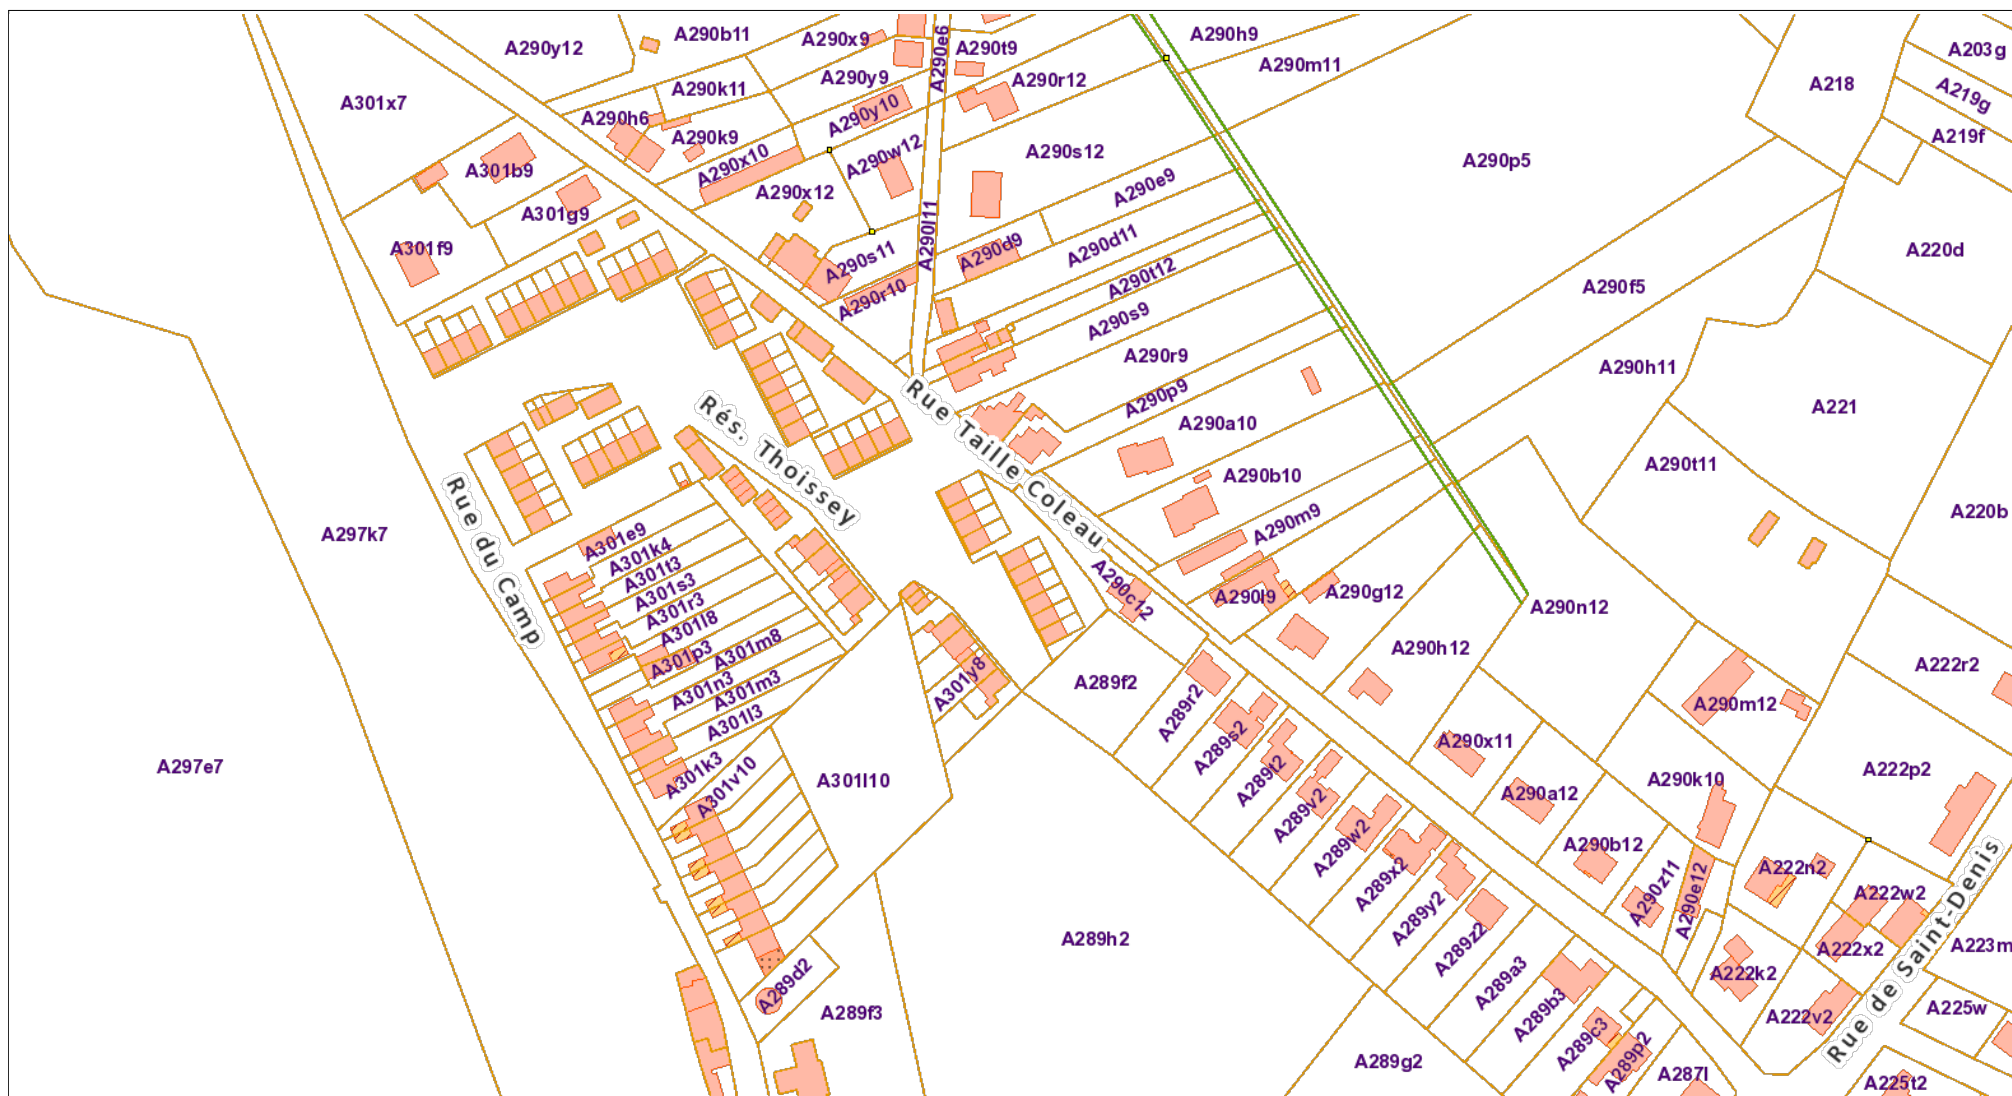 A290y12
A290b11
A290x9
A290e6
A290t9
A290h9
A203g
A301x7
A290k11
A290y9
A290r12
A290m11
A218
A219g
A290h6
A290k9
A290y10
A219f
A301b9
A290x10
A290w12
A290s12
A290p5
A290x12
A290e9
A301g9
A301f9
A290s11
A290l11
A290d9
A290d11
A220d
A290r10
A290t12
A290f5
A290s9
A290r9
A290h11
A290p9
A221
Rés. Thoissey
Rue Taille Coleau
A290a10
A290b10
A290t11
A290m9
A220b
Rue du Camp
A297k7
A301e9
A301k4
A301t3
A301s3
A301r3
A301l8
A301p3
A301m8
A301n3
A301m3
A301l3
A301k3
A301v10
A290c12
A290l9
A290g12
A290n12
A290h12
A301y8
A289f2
A289r2
A222r2
A289s2
A290m12
A290x11
A297e7
A301l10
A289t2
A290k10
A222p2
A289v2
A290a12
A289w2
A290b12
A289x2
A290z11
A290e12
A222n2
A222w2
A289y2
A289h2
A289z2
A222x2
A223m
A289a3
A222k2
A289d2
A289f3
A289b3
A222v2
Rue de Saint-Denis
A225w
A289c3
A289g2
A289p2
A287l
A225t2